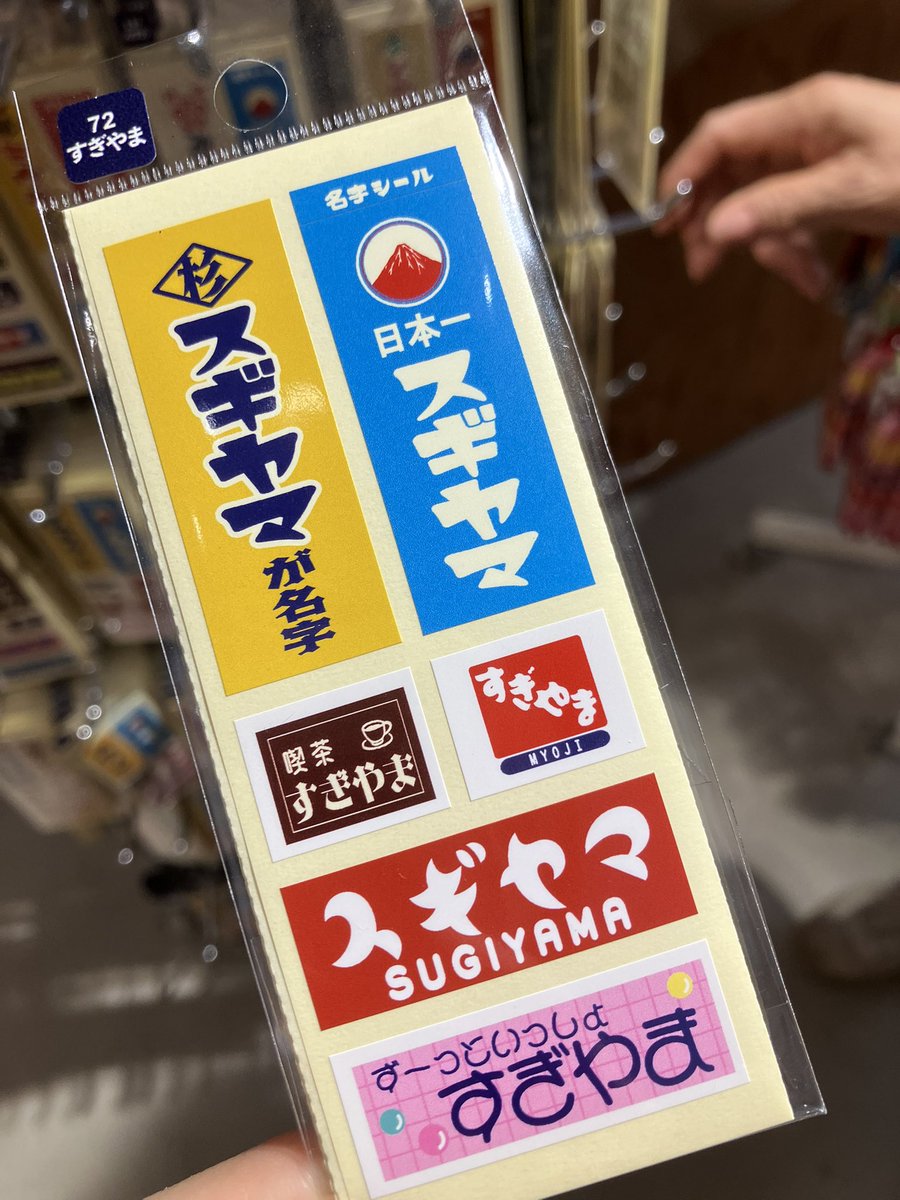 72
すぎやま
杉
スギヤマ
が名字
名字シール
日本一
スギヤマ
喫茶
すぎやま
すぎやま
MYOJI
スギヤマ
SUGIYAMA
ずーっといっしょ
すぎやま